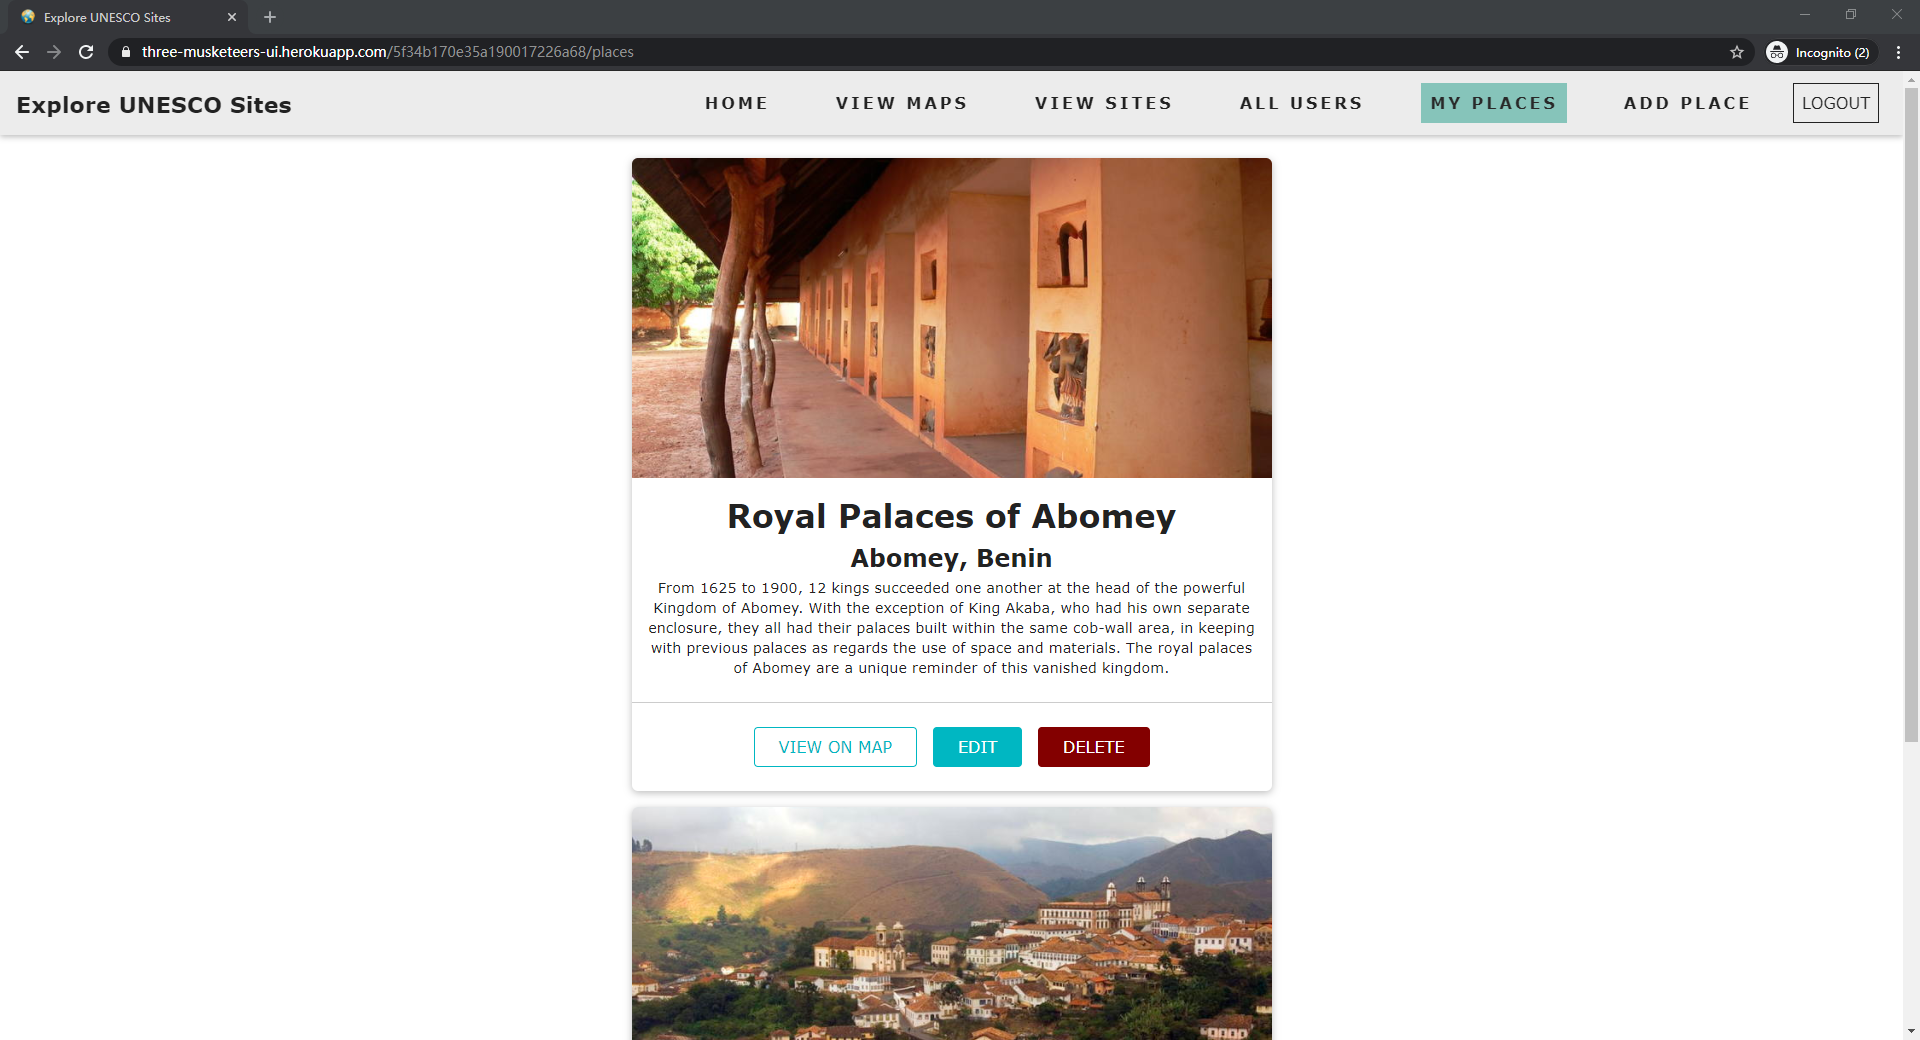 Explore UNESCO Sites
three-musketeers-ui.herokuapp.com/5f34b170e35a190017226a68/places
Incognito (2)
Explore UNESCO Sites
HOME
VIEW MAPS
VIEW SITES
ALL USERS
MY PLACES
ADD PLACE
LOGOUT
Royal Palaces of Abomey
Abomey, Benin
From 1625 to 1900, 12 kings succeeded one another at the head of the powerful
Kingdom of Abomey. With the exception of King Akaba, who had his own separate
enclosure, they all had their palaces built within the same cob-wall area, in keeping
with previous palaces as regards the use of space and materials. The royal palaces
of Abomey are a unique reminder of this vanished kingdom.
VIEW ON MAP
EDIT
DELETE